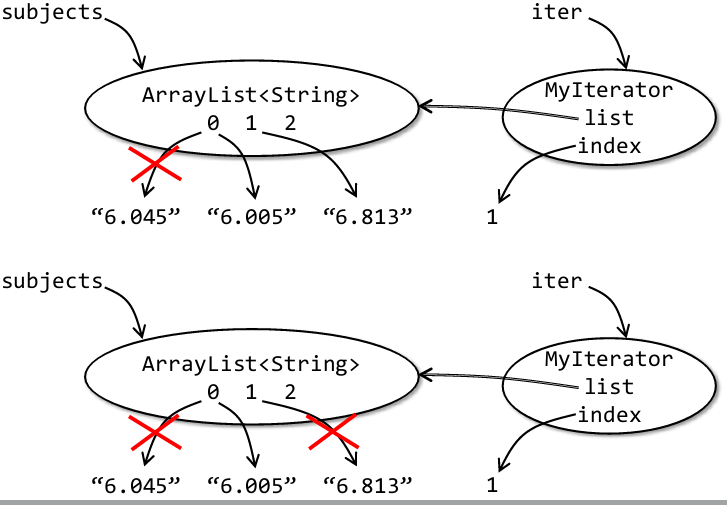 subjects iter
ArrayList<String> MyIterator
0 1 2 list
index
“6.045” “6.005” “6.813” 1
subjects iter
ArrayList<String> MyIterator
0 1 2 list
index
“6.045” “6.005” “6.813” 1